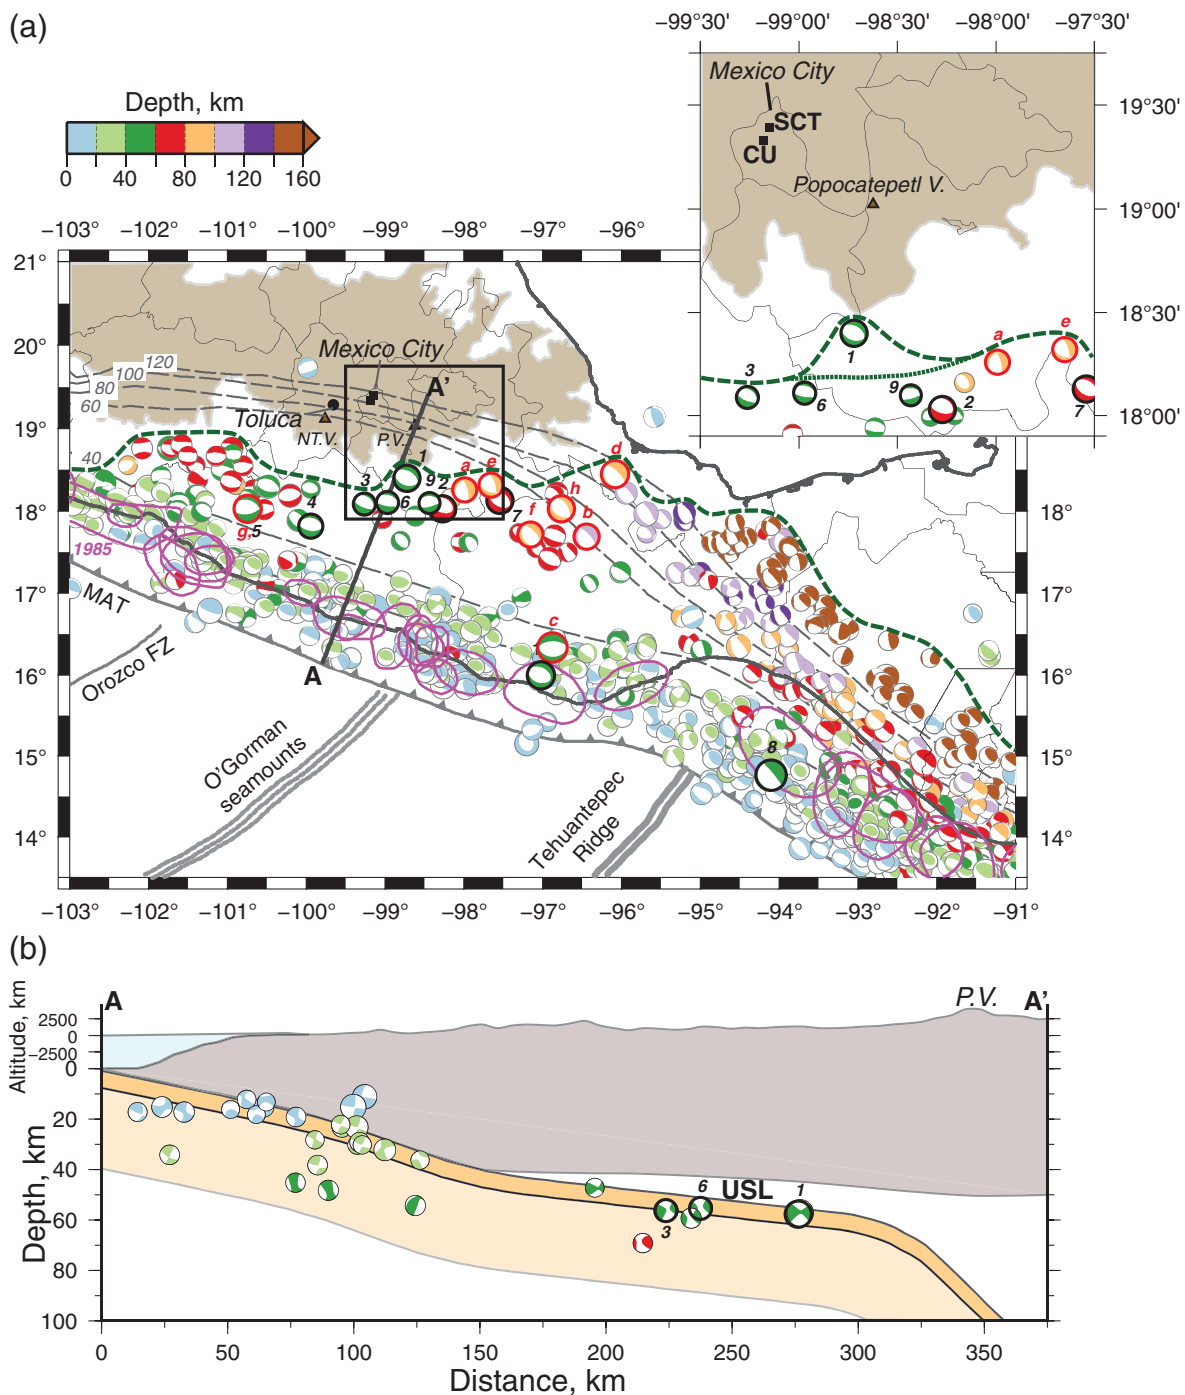 (a)
−99°30' −99°00' −98°30' −98°00' −97°30'
Mexico City
SCT
CU
Popocatepetl V.
19°30'
19°00'
18°30'
18°00'
1
2
3
6
7
9
a
e
Depth, km
0 40 80 120 160
−103° −102° −101° −100° −99° −98° −97° −96°
21°
20°
19°
18°
17°
16°
15°
14°
120
100
80
60
40
Mexico City
A'
Toluca
NT.V.
P.V.
1
3
4
6
9
2
7
g,5
8
a
e
d
h
f
b
c
1985
MAT
A
Orozco FZ
O'Gorman
seamounts
Tehuantepec
Ridge
18°
17°
16°
15°
14°
−103° −102° −101° −100° −99° −98° −97° −96° −95° −94° −93° −92° −91°
(b)
A
P.V.
A’
Altitude, km
2500
0
−2500
0
20
40
60
80
100
Depth, km
USL
3
6
1
0 50 100 150 200 250 300 350
Distance, km